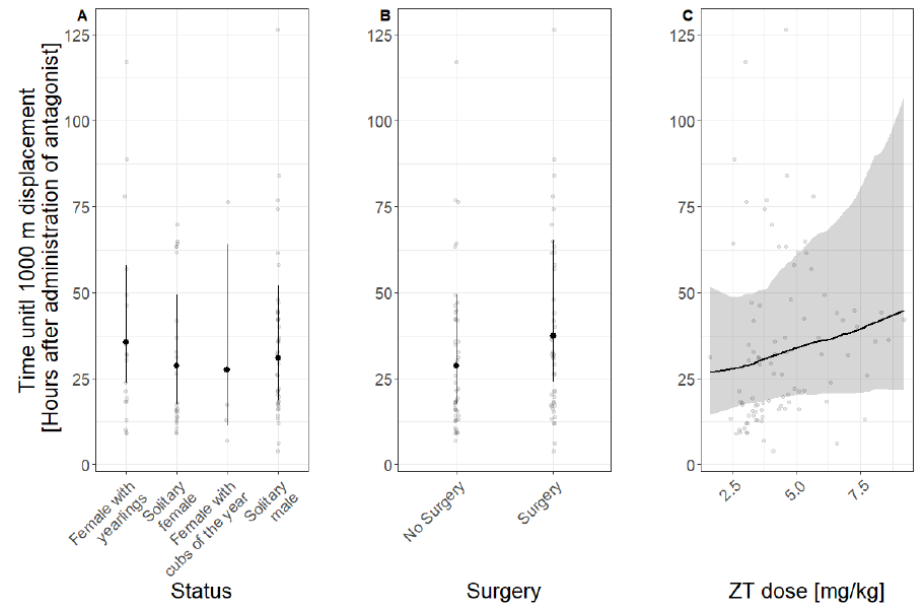 A
B
C
Time unitl 1000 m displacement
[Hours after administration of antagonist]
125
100
75
50
25
0
Female with
yearlings
Solitary
female
Female with
cubs of the year
Solitary
male
Status
125
100
75
50
25
0
No Surgery
Surgery
Surgery
125
100
75
50
25
0
2.5
5.0
7.5
ZT dose [mg/kg]